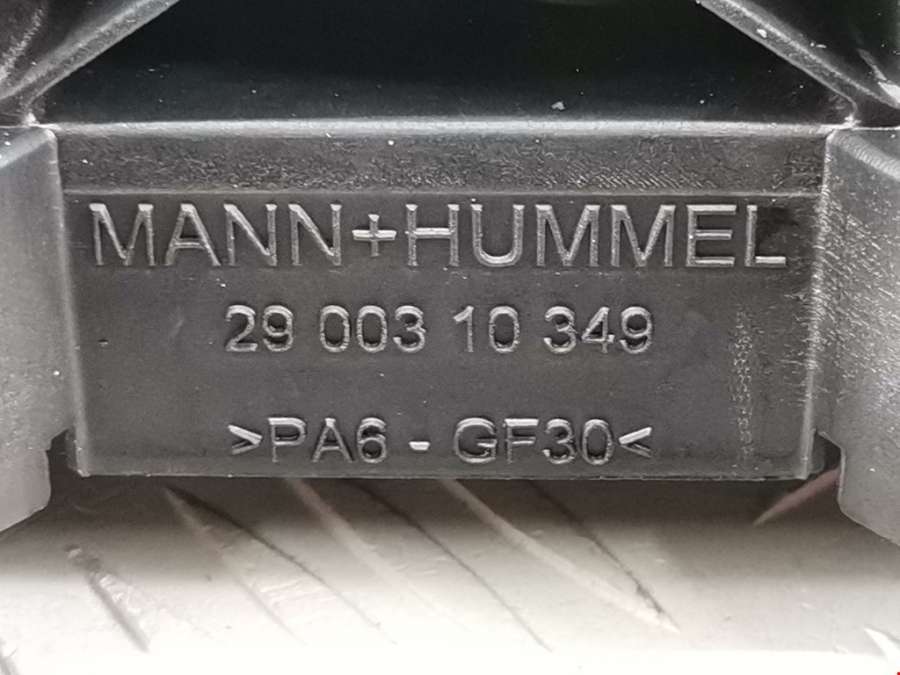 MANN+HUMMEL
29 003 10 349
>PA6 - GF30<